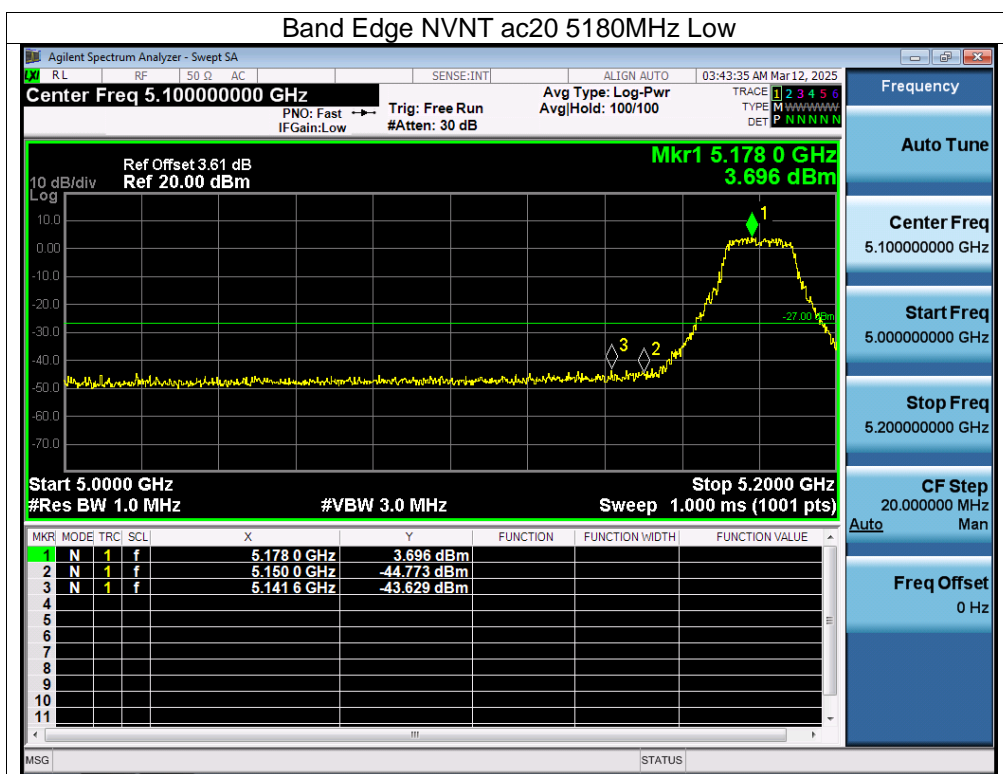 Band Edge NVNT ac20 5180MHz Low
Agilent Spectrum Analyzer - Swept SA
LXI RL RF 50 Ω AC SENSE:INT ALIGN AUTO 03:43:35 AM Mar 12, 2025
Center Freq 5.100000000 GHz Avg Type: Log-Pwr TRACE 1 2 3 4 5 6
PNO: Fast Trig: Free Run Avg|Hold: 100/100 TYPE M WWWWW
IFGain:Low #Atten: 30 dB DET P N N N N N
Frequency
Auto Tune
Center Freq
5.100000000 GHz
Start Freq
5.000000000 GHz
Stop Freq
5.200000000 GHz
CF Step
20.000000 MHz
Auto Man
Freq Offset
0 Hz
Ref Offset 3.61 dB Mkr1 5.178 0 GHz
10 dB/div Ref 20.00 dBm 3.696 dBm
Log
10.0
0.00
-10.0
-20.0
-30.0
-40.0
-50.0
-60.0
-70.0
1
-27.00 dBm
3 2
Start 5.0000 GHz Stop 5.2000 GHz
#Res BW 1.0 MHz #VBW 3.0 MHz Sweep 1.000 ms (1001 pts)
MKR MODE TRC SCL X Y FUNCTION FUNCTION WIDTH FUNCTION VALUE
1 N 1 f 5.178 0 GHz 3.696 dBm
2 N 1 f 5.150 0 GHz -44.773 dBm
3 N 1 f 5.141 6 GHz -43.629 dBm
4
5
6
7
8
9
10
11
MSG STATUS